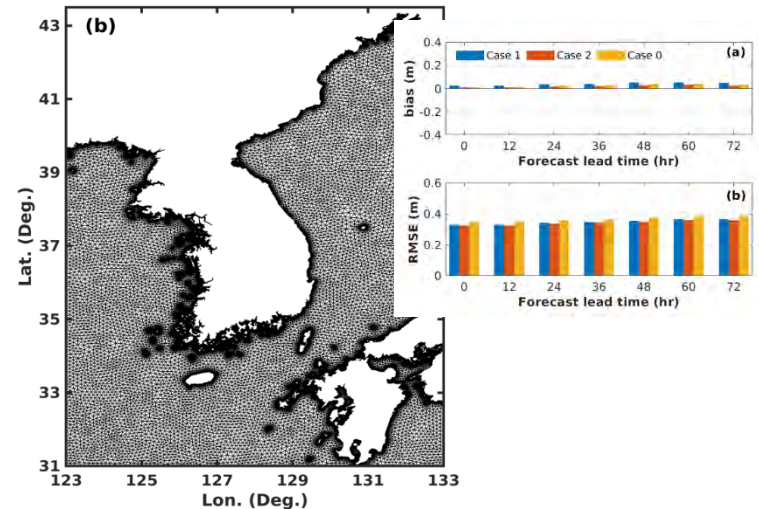 (b)
43
41
39
37
35
33
31
Lat. (Deg.)
123 125 127 129 131 133
Lon. (Deg.)
(a)
Case 1 Case 2 Case 0
0.4
0.2
0
-0.2
-0.4
bias (m)
0 12 24 36 48 60 72
Forecast lead time (hr)
(b)
0.6
0.4
0.2
0
RMSE (m)
0 12 24 36 48 60 72
Forecast lead time (hr)